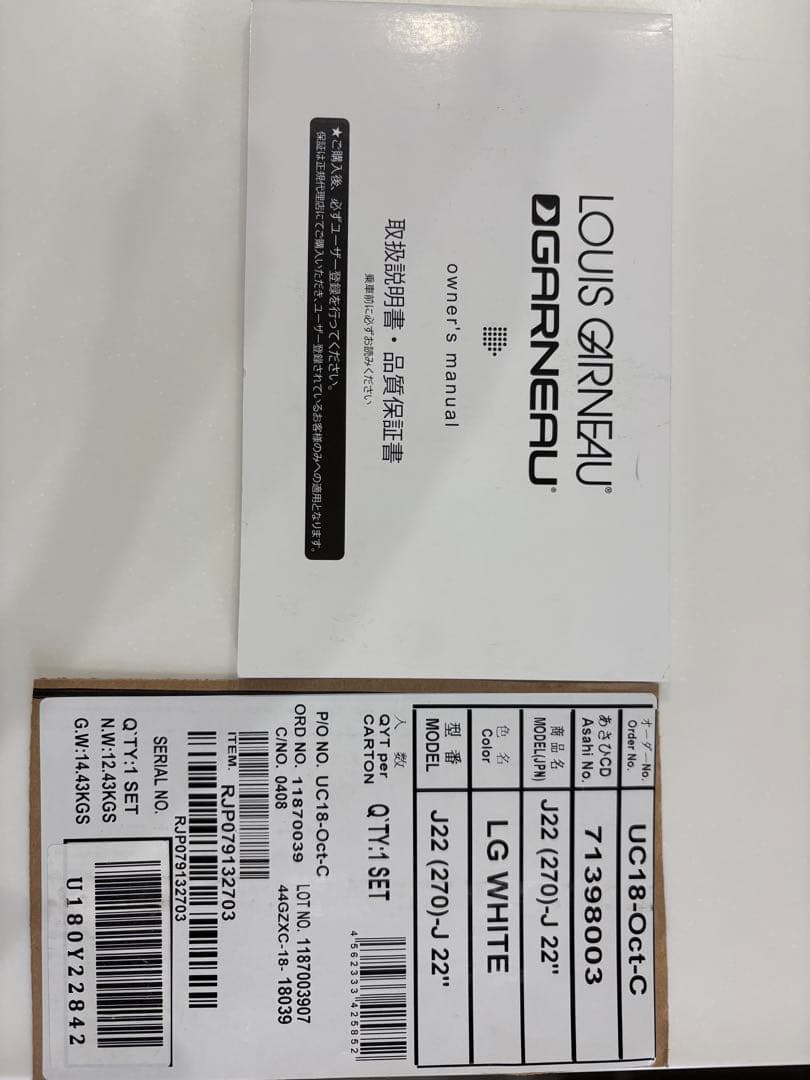 LOUIS GARNEAU®
GARNEAU®
owner's manual
取扱説明書・品質保証書
乗車前に必ずお読みください
★ご購入後、必ずユーザー登録を行ってください。
保証は正規代理店にてご購入いただき、ユーザー登録されているお客様のみへの適用となります。
オーダーNo.
Order No.
UC18-Oct-C
あさひCD
Asahi No.
71398003
商品名
MODEL(JPN)
J22 (270)-J 22"
色名
Color
LG WHITE
型番
MODEL
J22 (270)-J 22"
入数
QYT per
CARTON
Q`TY:1 SET
4 562333 425852
P/O NO. UC18-Oct-C
ORD NO. 11870039
LOT NO. 1187003907
C/NO. 0408
44GZXC-18- 18039
ITEM. RJP079132703
RJP079132703
SERIAL NO.
Q`TY:1 SET
N.W:12.43KGS
G.W:14.43KGS
U180Y22842